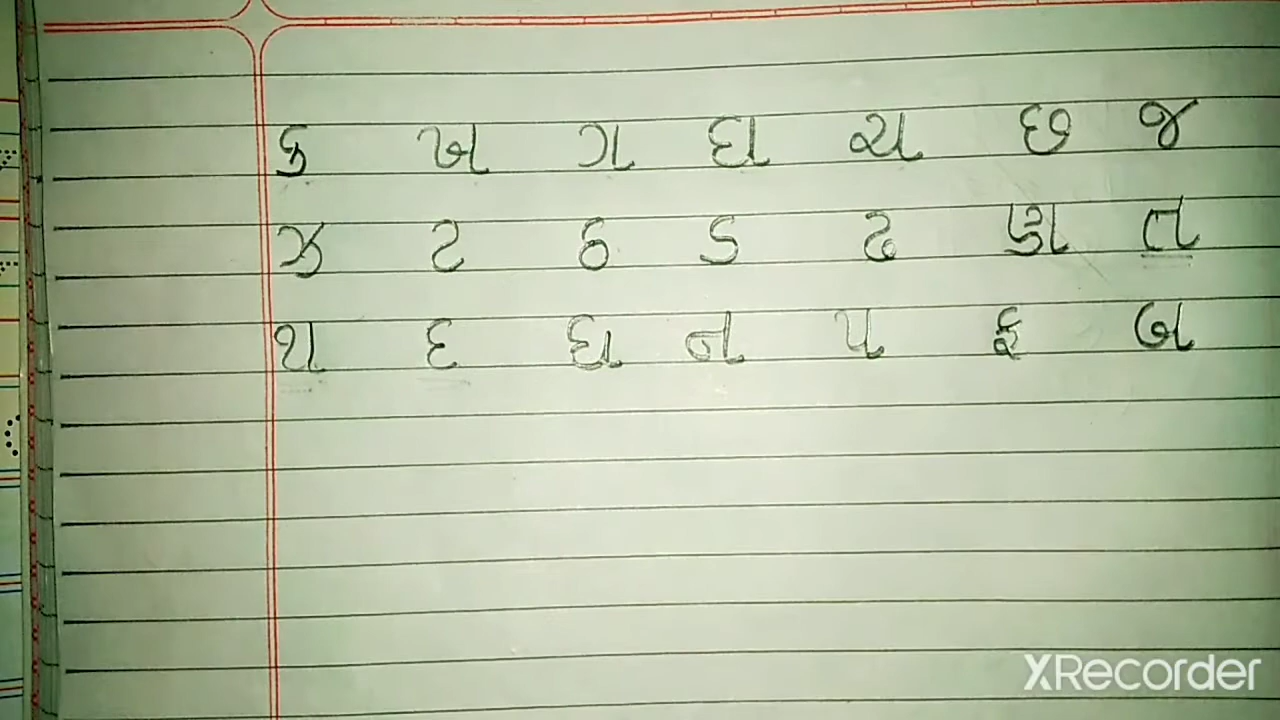 ક ખ ગ ઘ ચ છ જ
ઝ ટ ઠ ડ ઢ ણ ત
થ દ ધ ન પ ફ બ
XRecorder